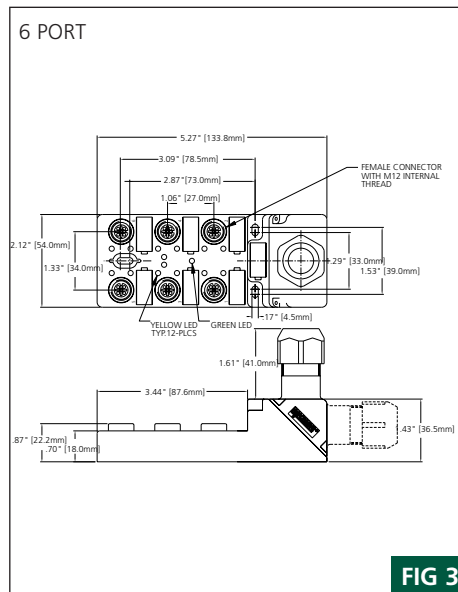 6 PORT
5.27" [133.8mm]
3.09" [78.5mm]
2.87"[73.0mm]
1.06" [27.0mm]
FEMALE CONNECTOR
WITH M12 INTERNAL
THREAD
2.12" [54.0mm]
1.33" [34.0mm]
.29" [33.0mm]
1.53" [39.0mm]
.17" [4.5mm]
YELLOW LED
TYP.12-PLCS
GREEN LED
1.61" [41.0mm]
3.44" [87.6mm]
.87" [22.2mm]
.70" [18.0mm]
.43" [36.5mm]
FIG 3